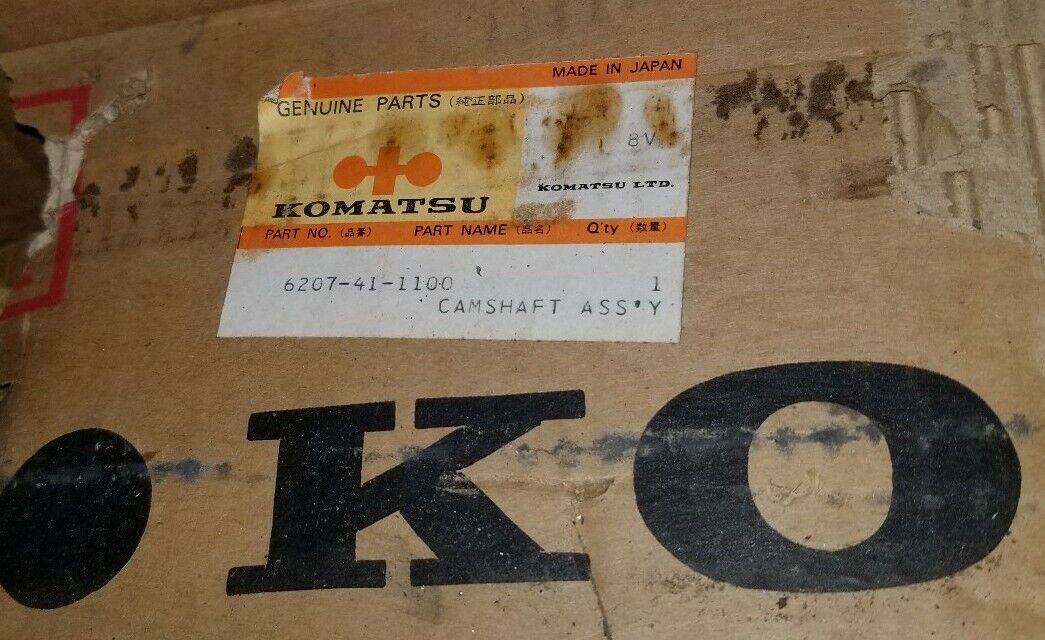 MADE IN JAPAN
GENUINE PARTS (純正部品)
8V
KOMATSU LTD.
KOMATSU
PART NO. (品番) PART NAME (品名) Q'ty (数量)
6207-41-1100 1
CAMSHAFT ASS'Y
KO